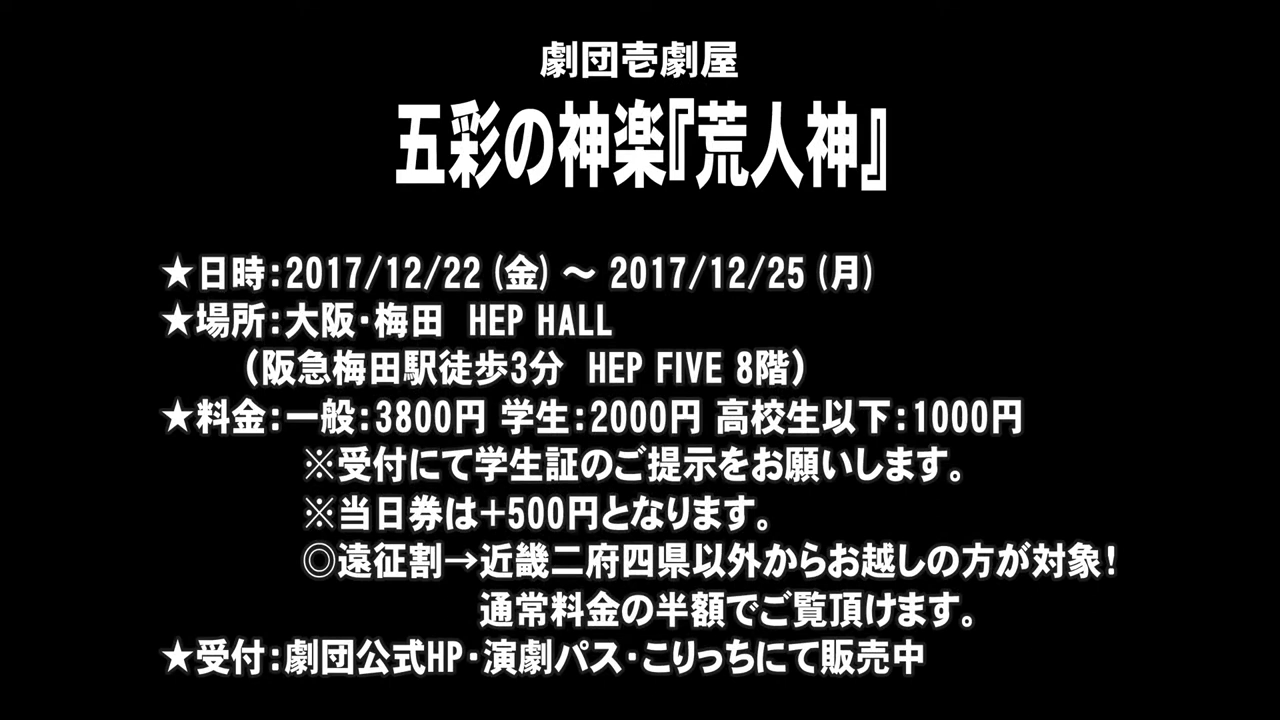 劇団壱劇屋
五彩の神楽『荒人神』
★日時：2017/12/22（金）～ 2017/12/25（月）
★場所：大阪・梅田　HEP HALL
（阪急梅田駅徒歩3分　HEP FIVE 8階）
★料金：一般：3800円 学生：2000円 高校生以下：1000円
※受付にて学生証のご提示をお願いします。
※当日券は+500円となります。
◎遠征割→近畿二府四県以外からお越しの方が対象！
通常料金の半額でご覧頂けます。
★受付：劇団公式HP・演劇パス・こりっちにて販売中